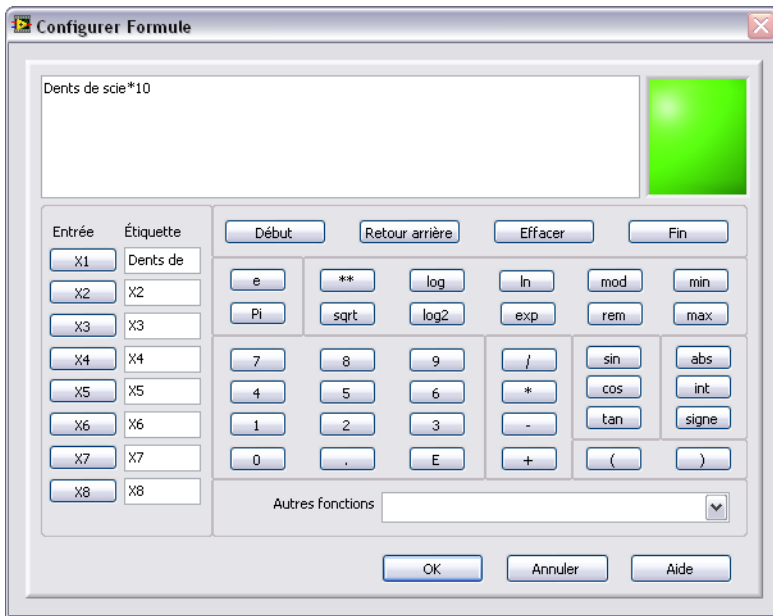 Configurer Formule
Dents de scie*10
Entrée Étiquette
X1 Dents de
X2 X2
X3 X3
X4 X4
X5 X5
X6 X6
X7 X7
X8 X8
Début Retour arrière Effacer Fin
e ** log ln mod min
Pi sqrt log2 exp rem max
7 8 9 / sin abs
4 5 6 * cos int
1 2 3 - tan signe
0 . E + ( )
Autres fonctions
OK Annuler Aide